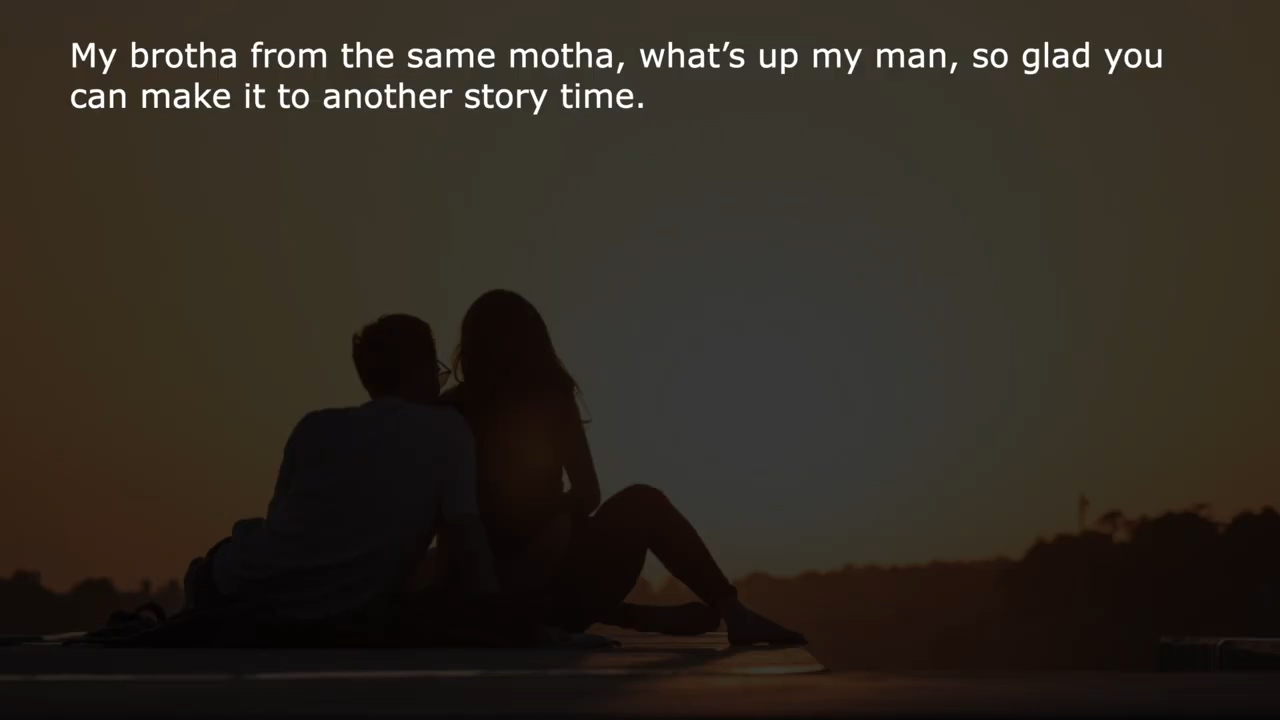 My brotha from the same motha, what’s up my man, so glad you
can make it to another story time.